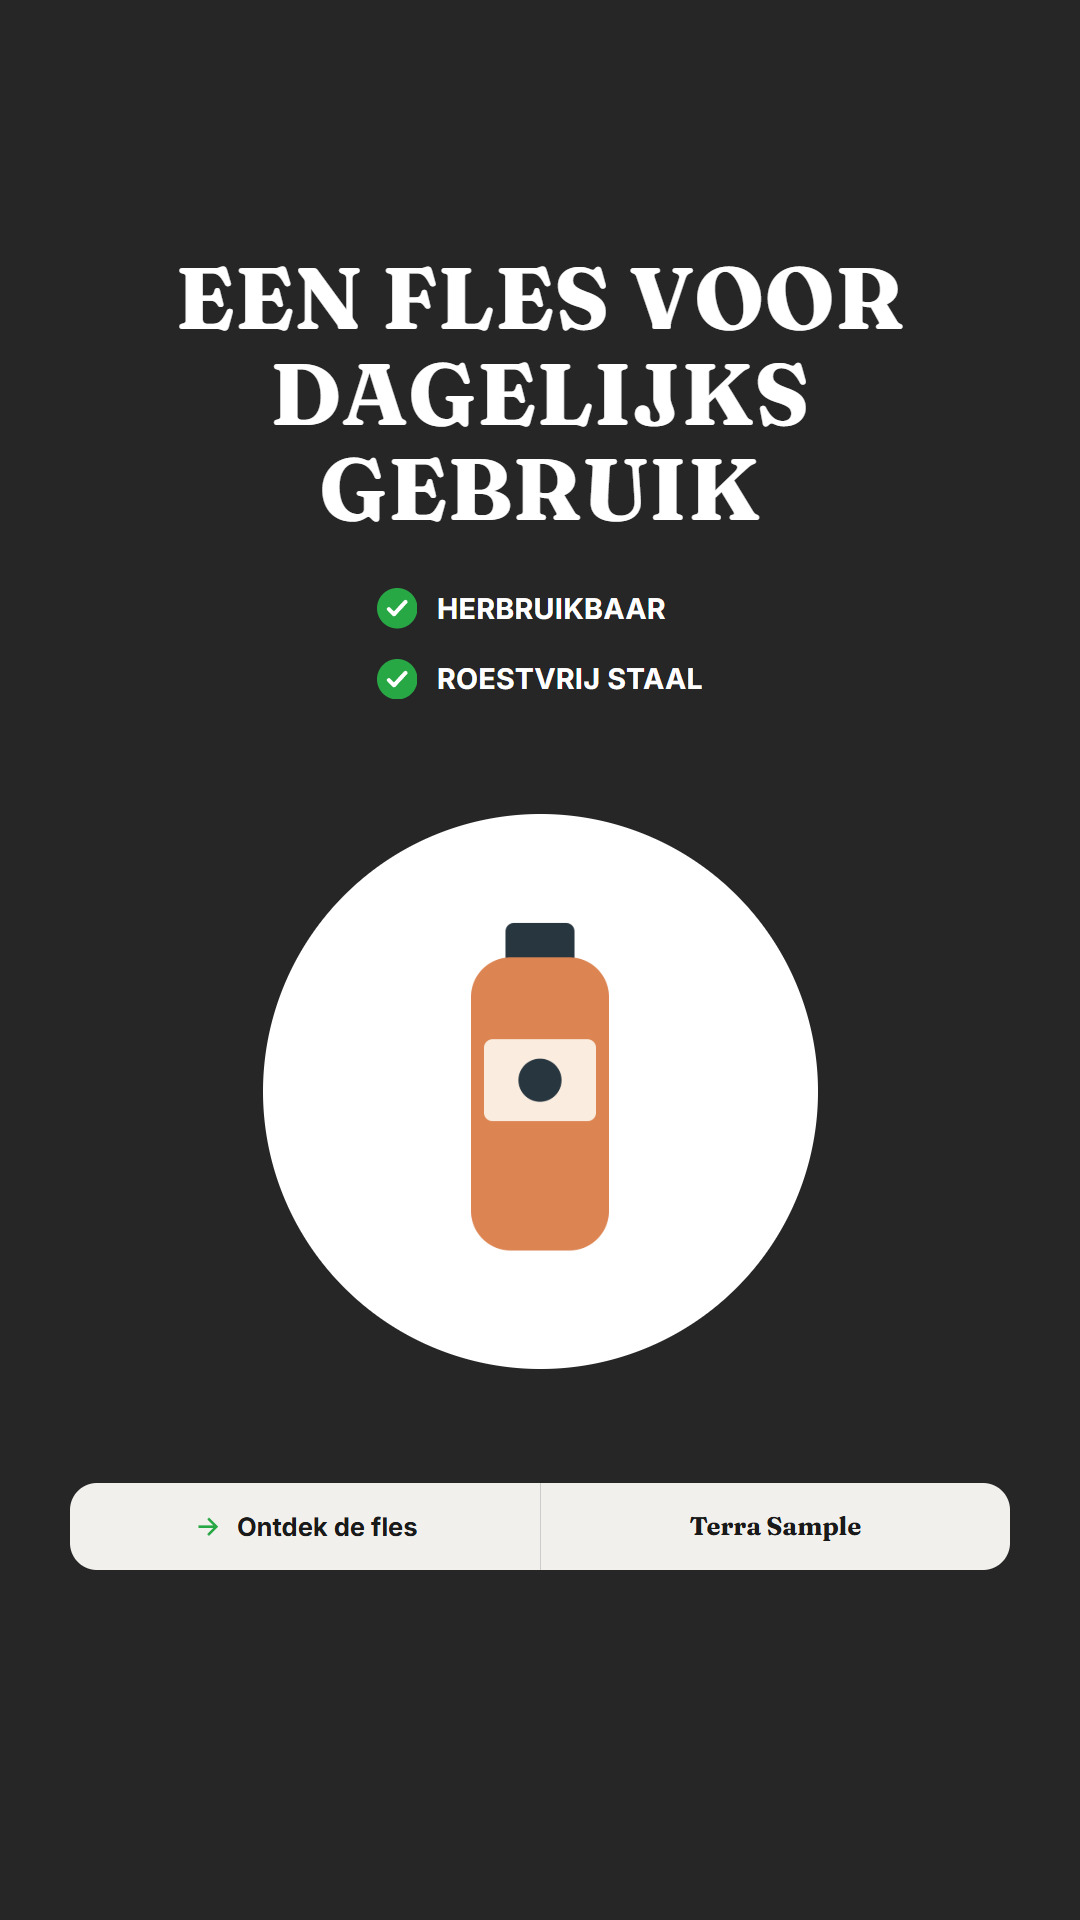 EEN FLES VOOR
DAGELIJKS
GEBRUIK
HERBRUIKBAAR
ROESTVRIJ STAAL
Ontdek de fles
Terra Sample